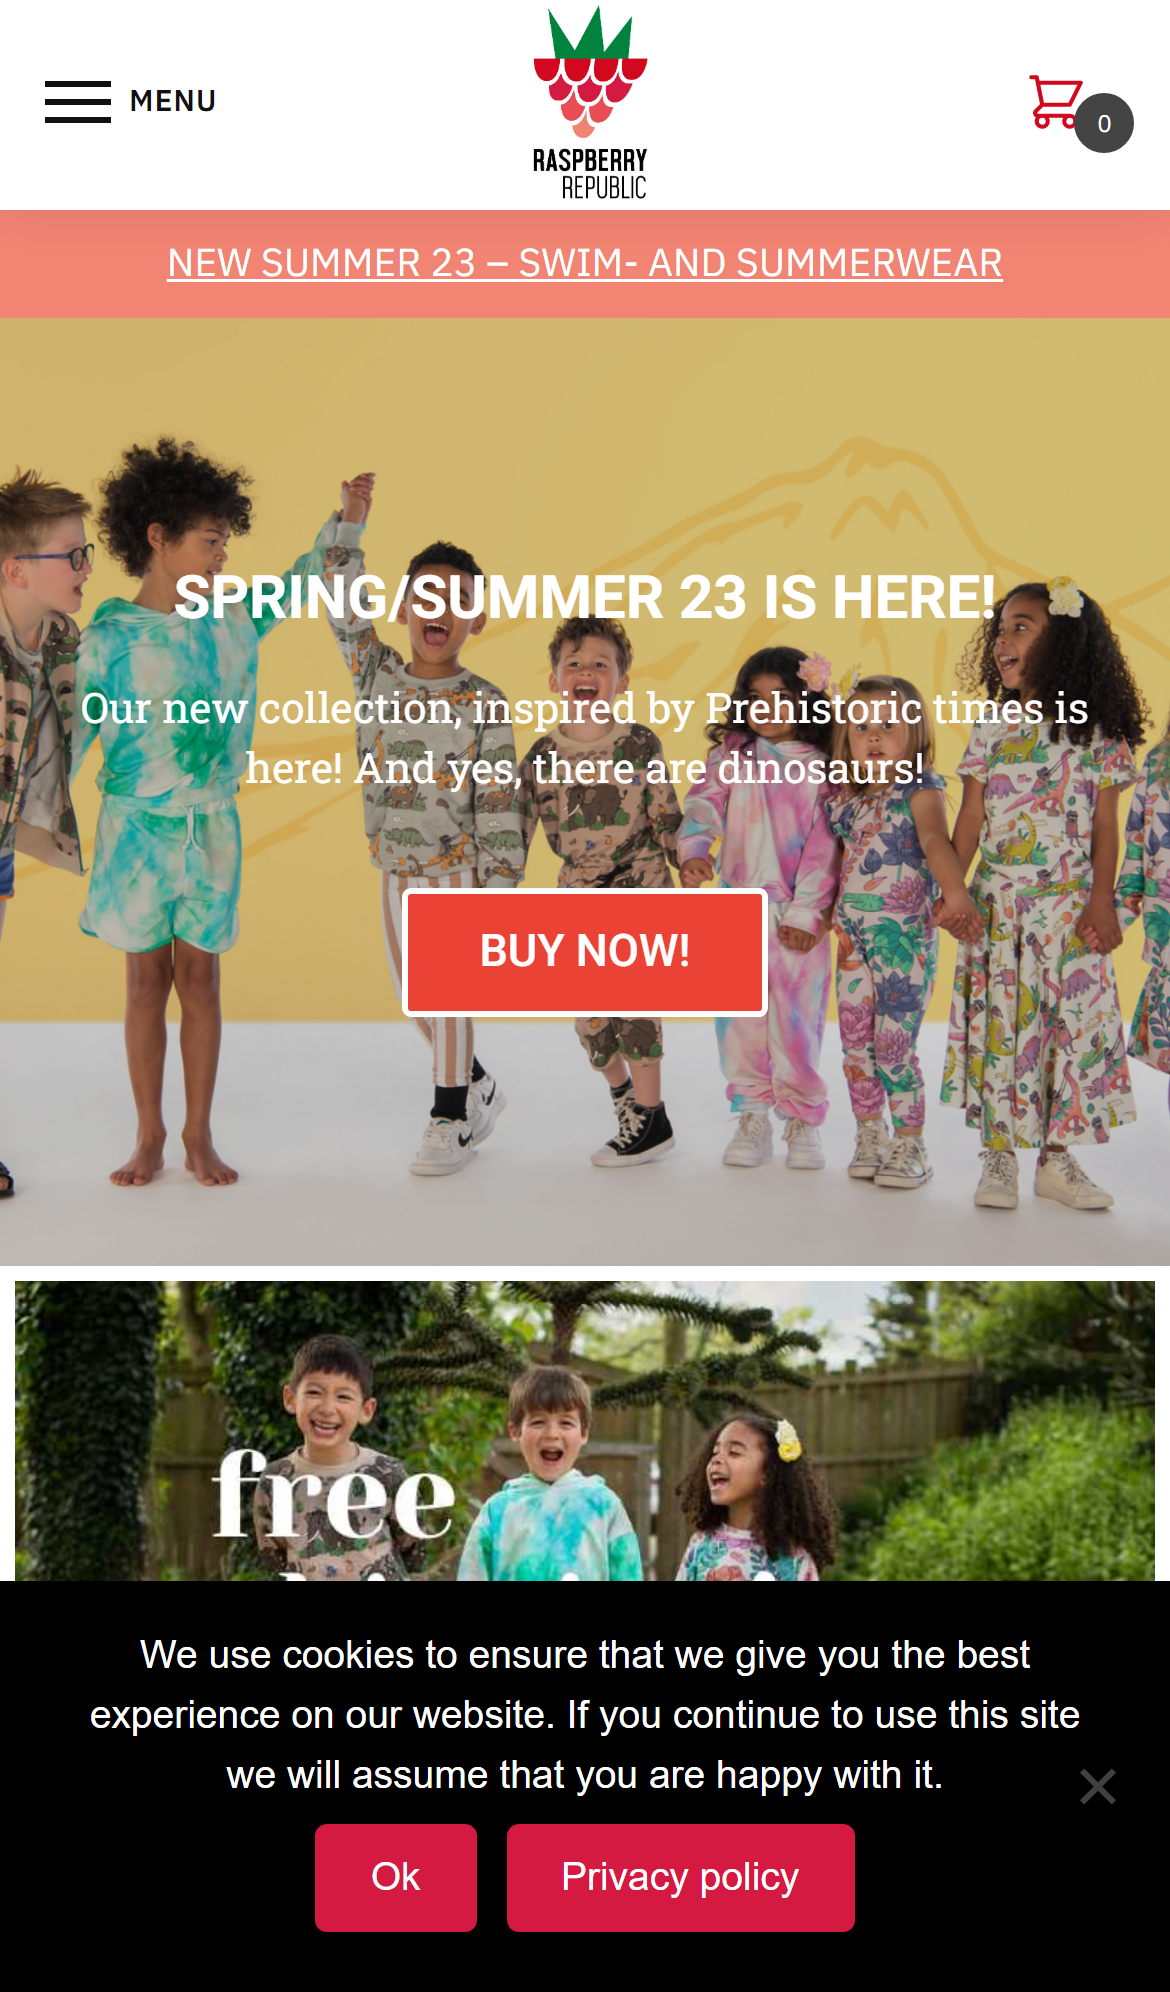 MENU
RASPBERRY
REPUBLIC
0
NEW SUMMER 23 – SWIM- AND SUMMERWEAR
SPRING/SUMMER 23 IS HERE!
Our new collection, inspired by Prehistoric times is
here! And yes, there are dinosaurs!
BUY NOW!
free
We use cookies to ensure that we give you the best
experience on our website. If you continue to use this site
we will assume that you are happy with it.
Ok
Privacy policy